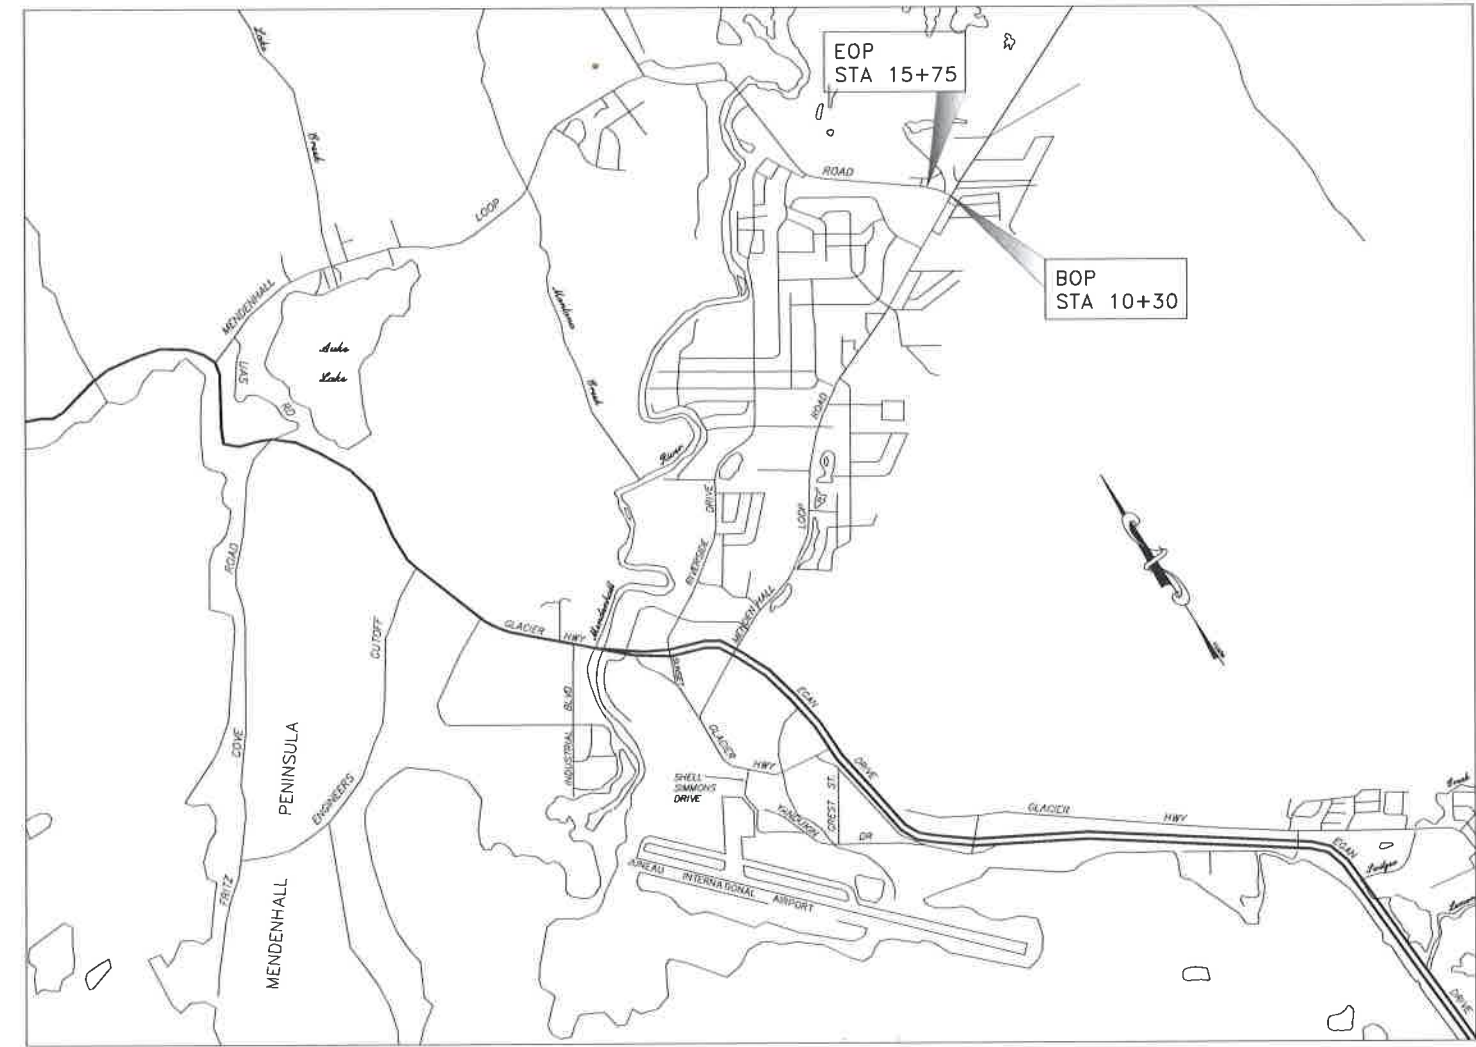 Lake
Creek
EOP
STA 15+75
ROAD
LOOP
BOP
STA 10+30
MENDENHALL
Auke
Lake
UAS
RD
Montana
Creek
ROAD
River
DRIVE
LOOP
RIVERSIDE
MENDENHALL
Mendenhall
ROAD
CUTOFF
GLACIER
HWY
SUNSET
EGAN
INDUSTRIAL BLVD
GLACIER
HWY
DRIVE
COVE
PENINSULA
ENGINEERS
SHELL
SIMMONS
DRIVE
YANDUKIN
CREST ST.
DR
GLACIER
HWY
Creek
EGAN
JUNEAU INTERNATIONAL AIRPORT
FRITZ
MENDENHALL
DRIVE